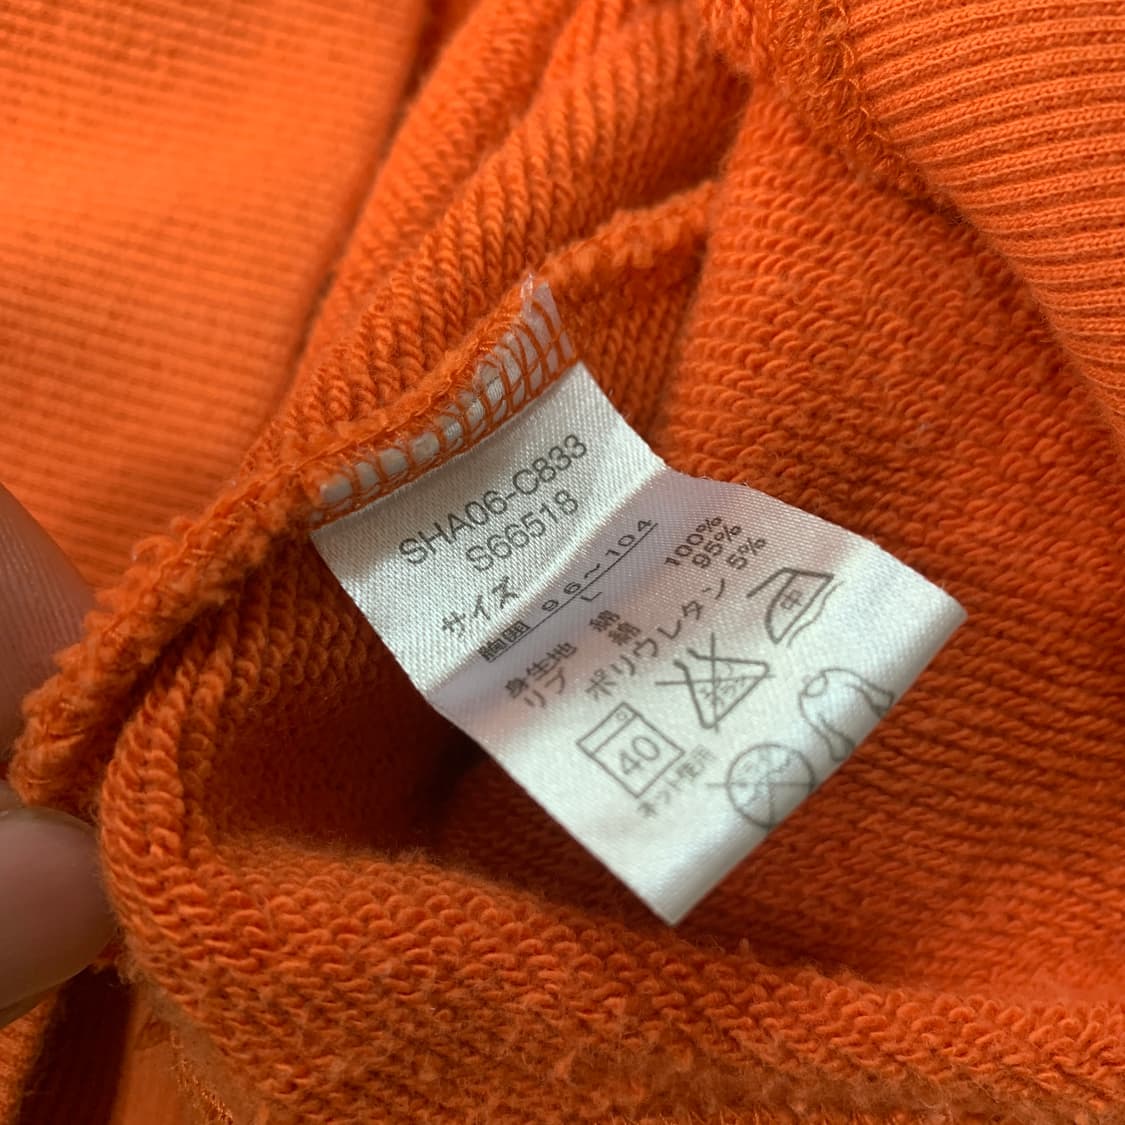 SHA06-C833
S66518
サイズ
胸囲 96~104
L
身生地 綿 100%
リブ 綿 95%
ポリウレタン 5%
中
40
ネット使用